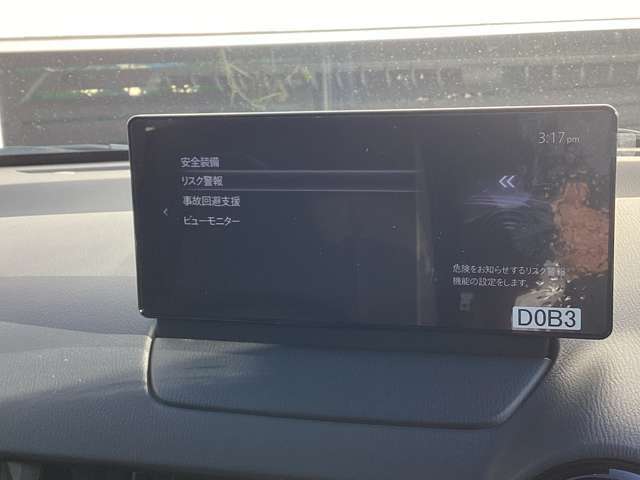 3:17pm
安全装備
リスク警報
事故回避支援
ビューモニター
危険をお知らせするリスク警報
機能の設定をします。
D0B3